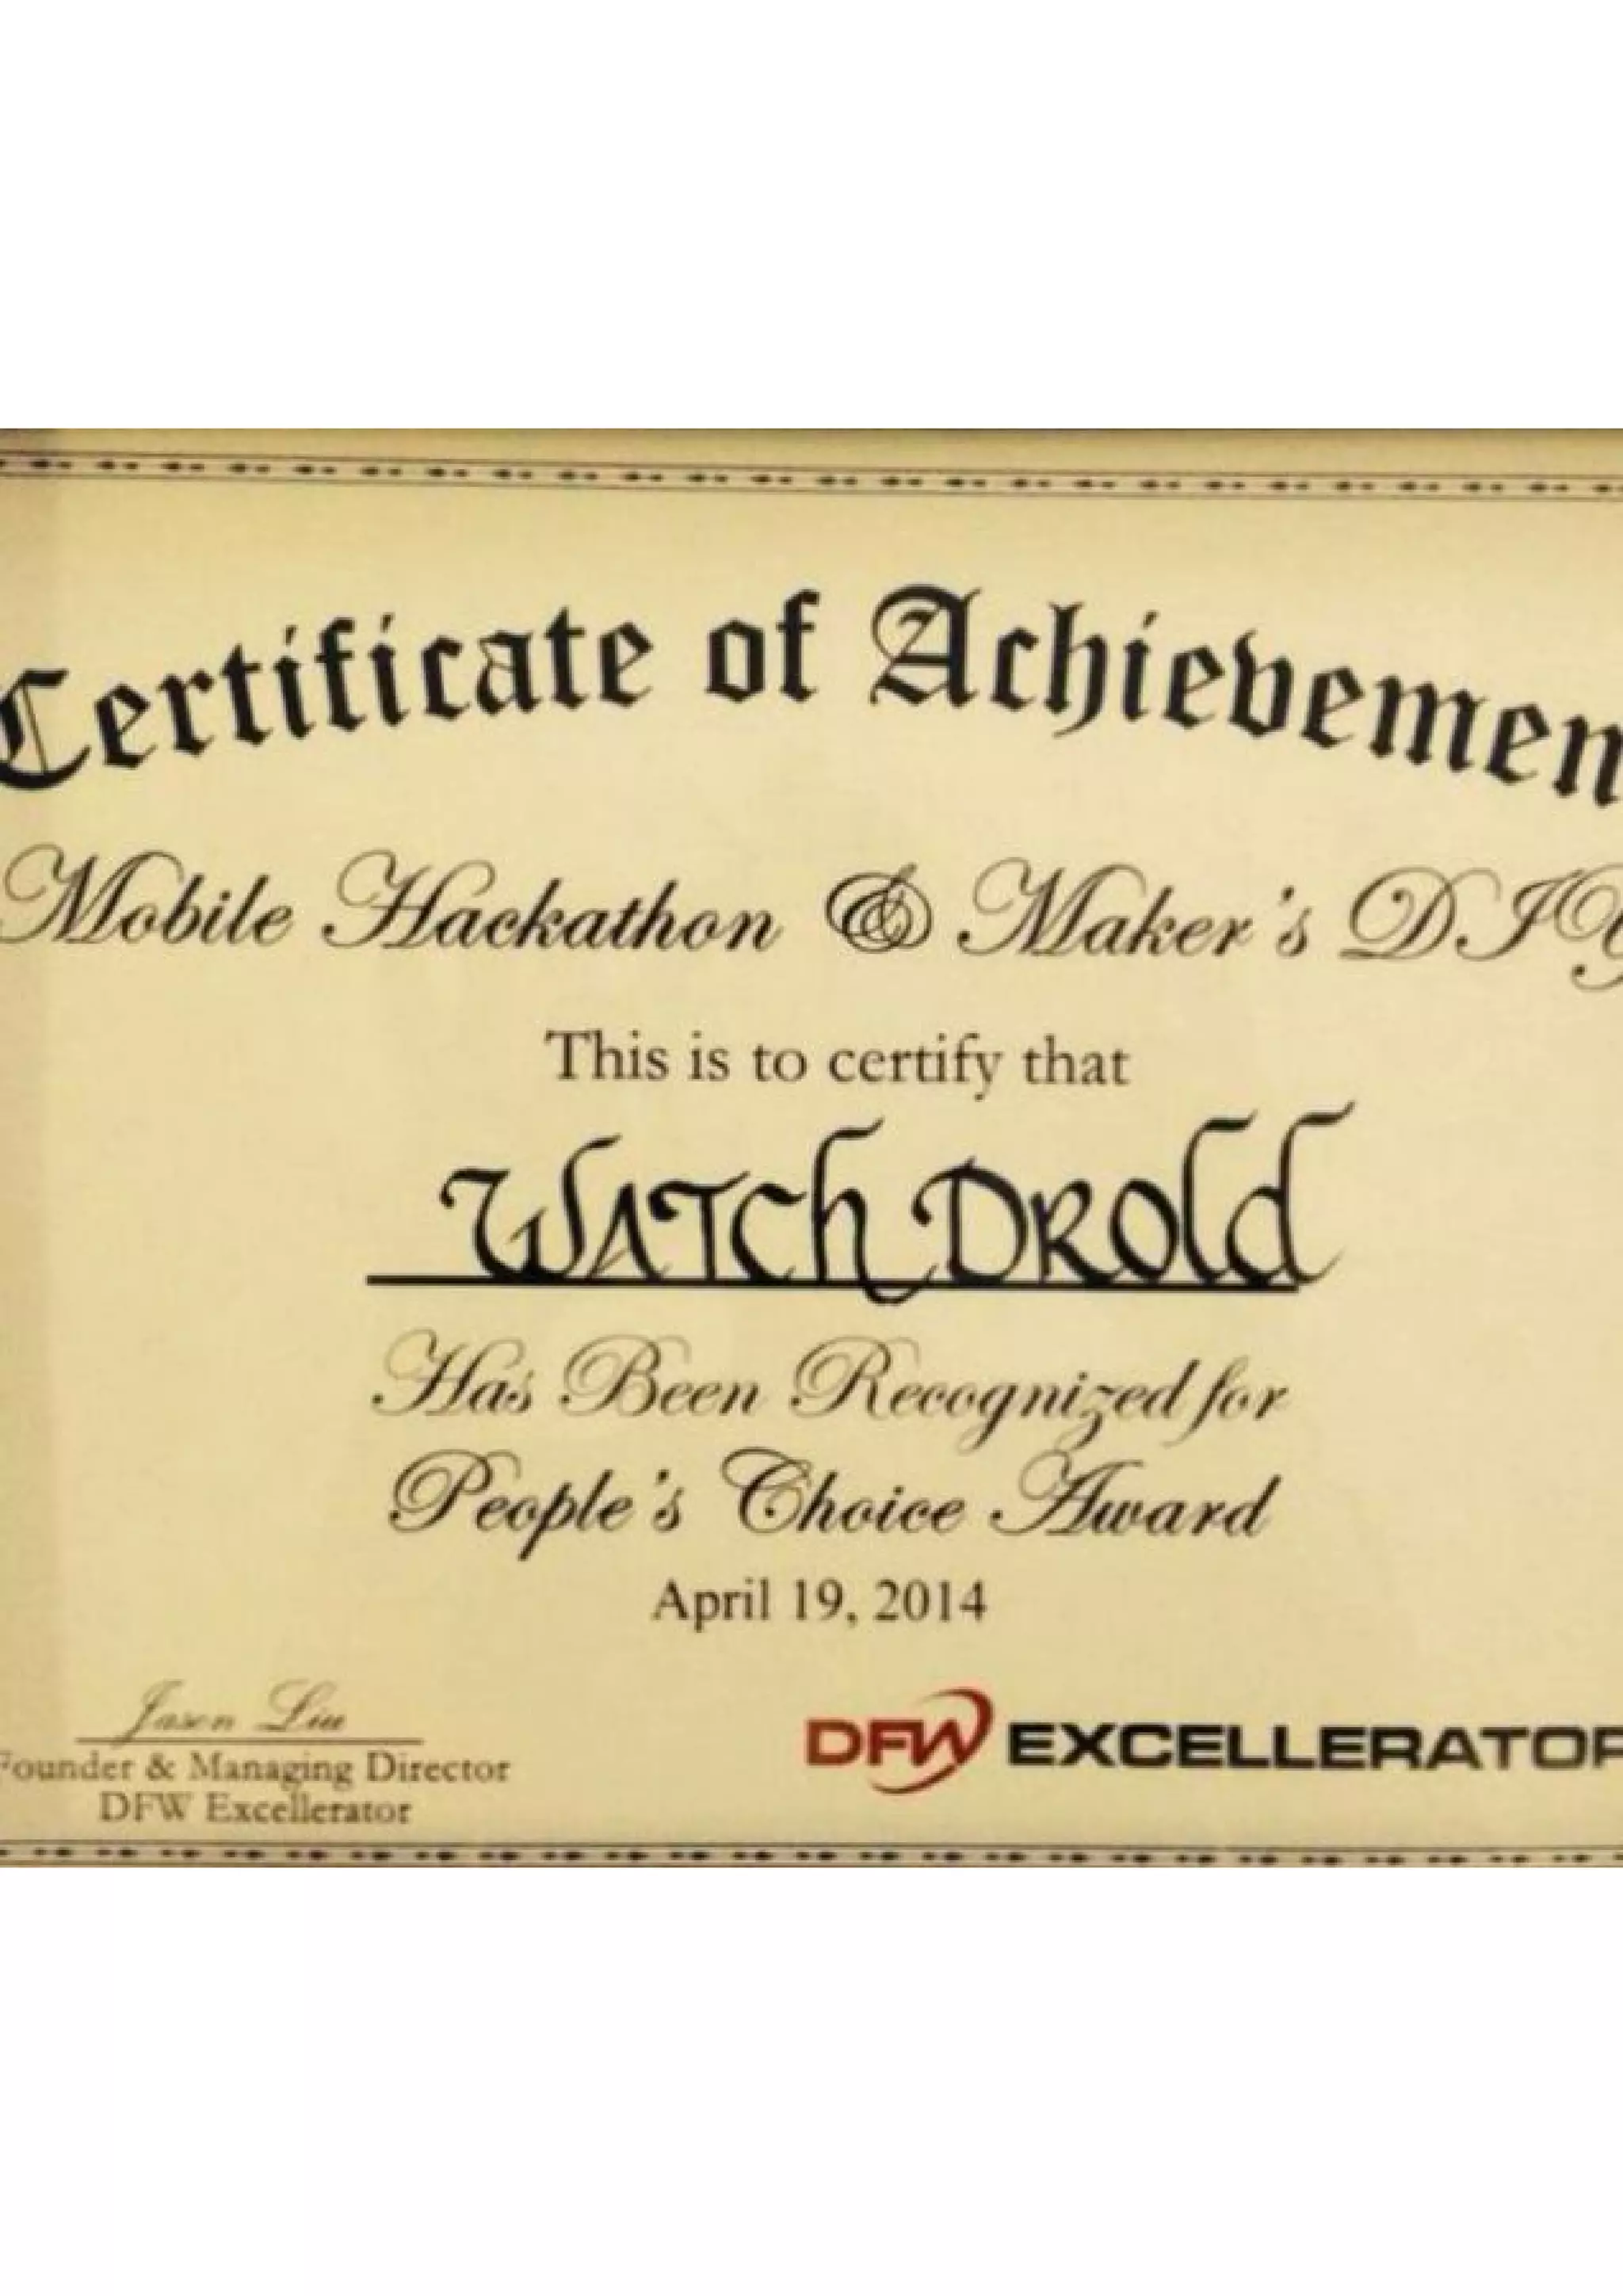 Certificate of Achievemen
Mobile Hackathon & Maker's DIY
This is to certify that
WATCh DROId
Has Been Recognized for
People's Choice Award
April 19, 2014
Jason Liu
Founder & Managing Director
DFW Excellerator
DFW EXCELLERATOR